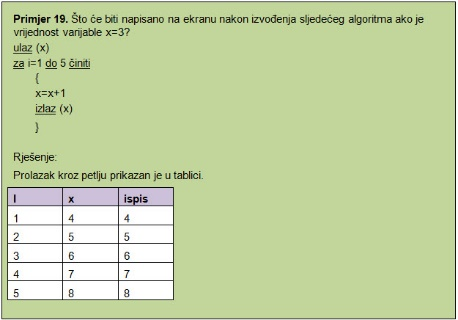 Primjer 19. Što će biti napisano na ekranu nakon izvođenja sljedećeg algoritma ako je
vrijednost varijable x=3?
ulaz (x)
za i=1 do 5 činiti
{
x=x+1
izlaz (x)
}
Rješenje:
Prolazak kroz petlju prikazan je u tablici.
I x ispis
1 4 4
2 5 5
3 6 6
4 7 7
5 8 8